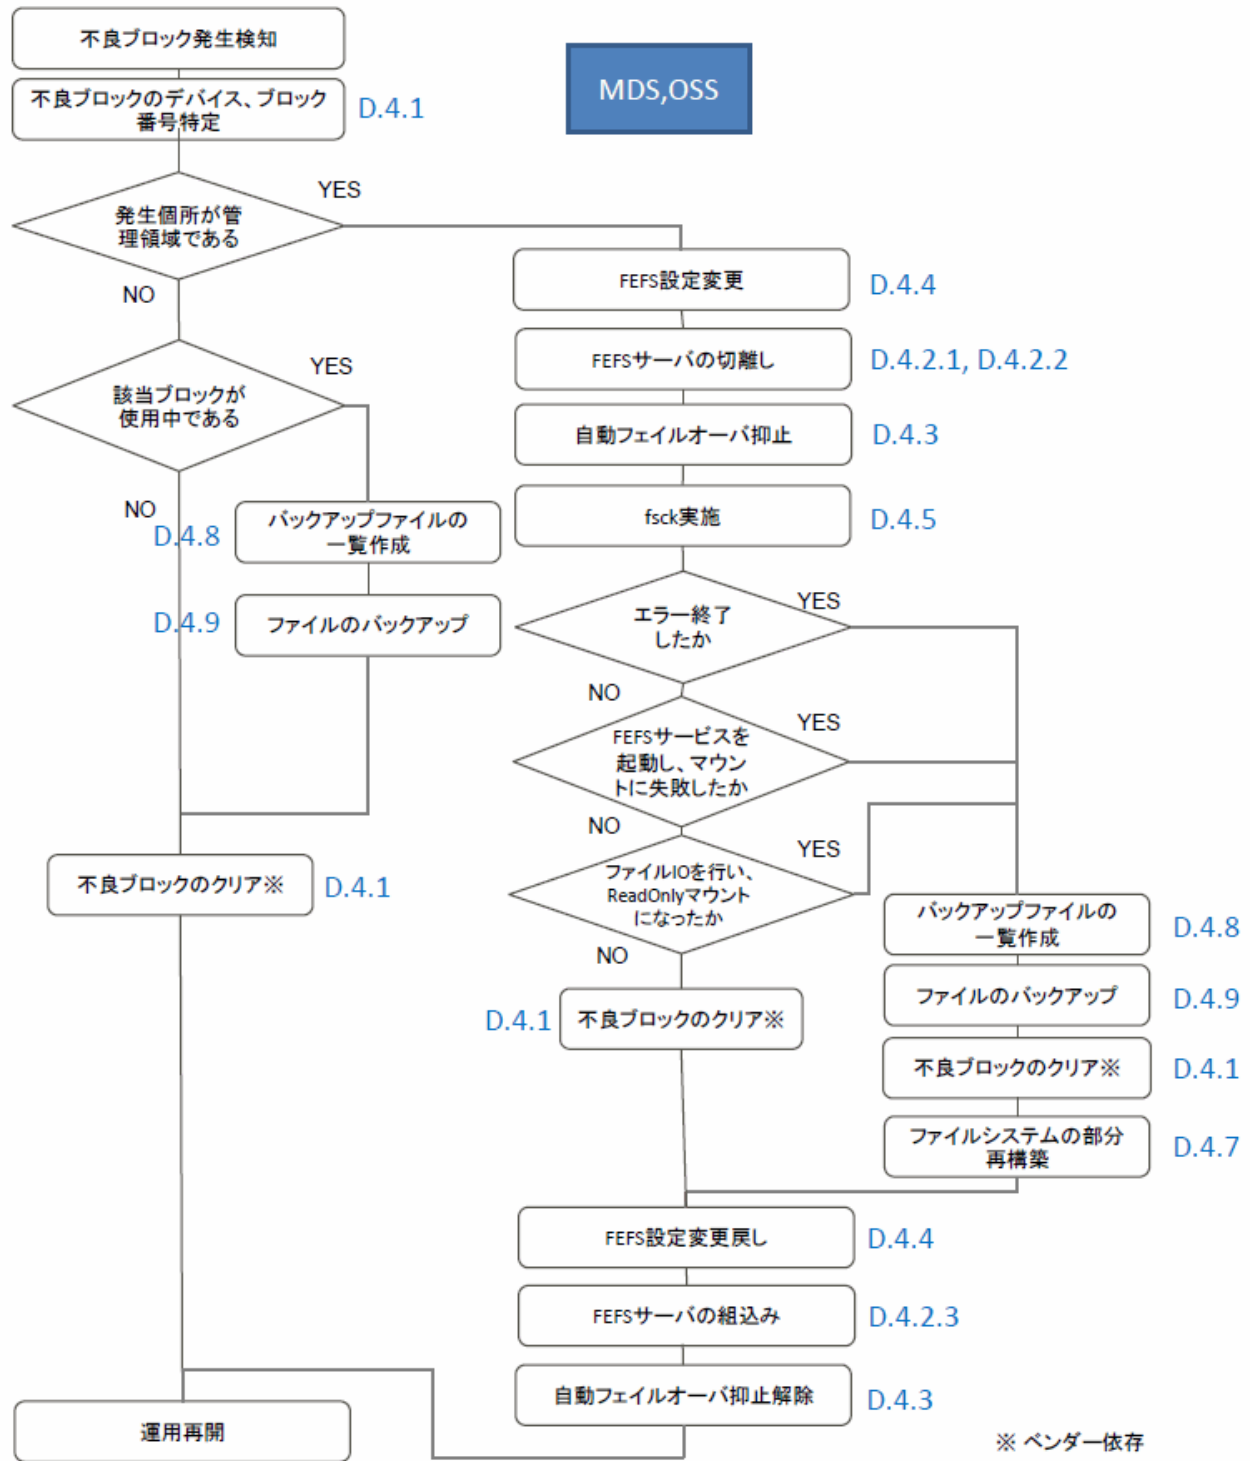 不良ブロック発生検知
MDS,OSS
不良ブロックのデバイス、ブロック
番号特定
D.4.1
YES
発生個所が管
理領域である
NO
FEFS設定変更
D.4.4
YES
該当ブロックが
使用中である
FEFSサーバの切離し
D.4.2.1, D.4.2.2
自動フェイルオーバ抑止
D.4.3
NO
D.4.8
バックアップファイルの
一覧作成
fsck実施
D.4.5
D.4.9
ファイルのバックアップ
エラー終了
したか
YES
NO
FEFSサービスを
起動し、マウン
トに失敗したか
YES
NO
ファイルIOを行い、
ReadOnlyマウント
になったか
YES
NO
不良ブロックのクリア※
D.4.1
バックアップファイルの
一覧作成
D.4.8
D.4.1
不良ブロックのクリア※
ファイルのバックアップ
D.4.9
不良ブロックのクリア※
D.4.1
ファイルシステムの部分
再構築
D.4.7
FEFS設定変更戻し
D.4.4
FEFSサーバの組込み
D.4.2.3
自動フェイルオーバ抑止解除
D.4.3
運用再開
※ ベンダー依存